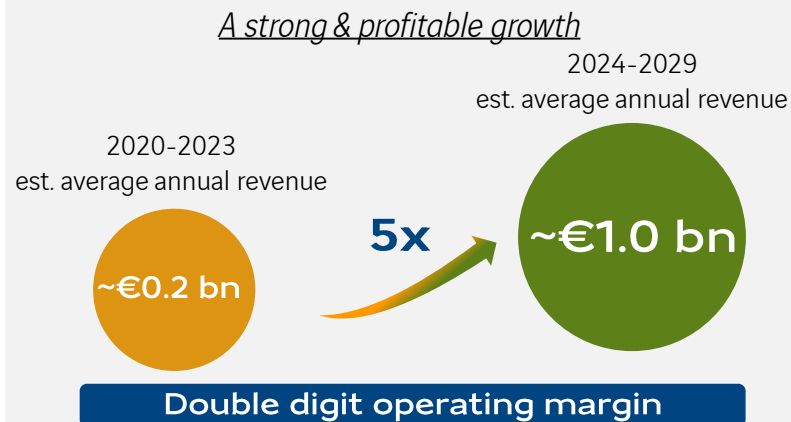 A strong & profitable growth
2020-2023
est. average annual revenue
~€0.2 bn
5x
2024-2029
est. average annual revenue
~€1.0 bn
Double digit operating margin